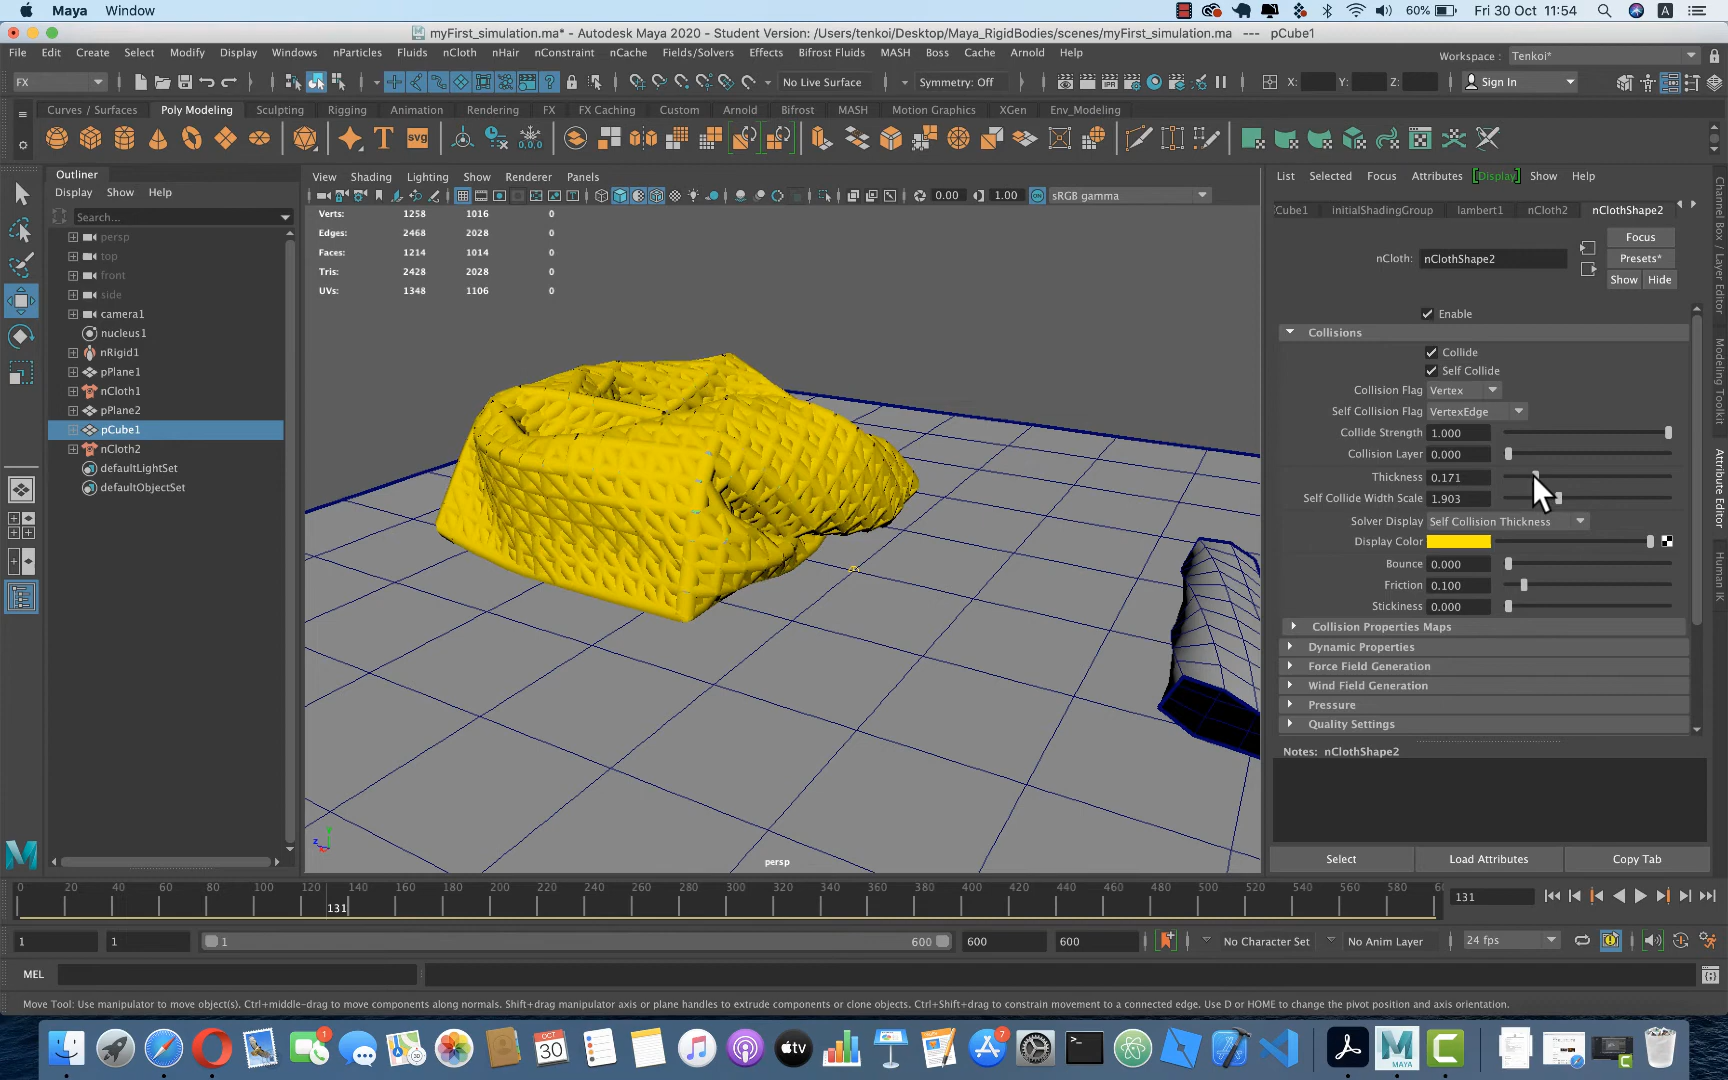 Maya Window 60% Fri 30 Oct 11:54 A
myFirst_simulation.ma* - Autodesk Maya 2020 - Student Version: /Users/tenkoi/Desktop/Maya_RigidBodies/scenes/myFirst_simulation.ma --- pCube1
File Edit Create Select Modify Display Windows nParticles Fluids nCloth nHair nConstraint nCache Fields/Solvers Effects Bifrost Fluids MASH Boss Cache Arnold Help Workspace : Tenkoi*
FX No Live Surface Symmetry: Off X: Y: Z: Sign In
Curves / Surfaces Poly Modeling Sculpting Rigging Animation Rendering FX FX Caching Custom Arnold Bifrost MASH Motion Graphics XGen Env_Modeling
T svg 0,0,0
Outliner
Display Show Help
Search...
persp
top
front
side
camera1
nucleus1
nRigid1
pPlane1
nCloth1
pPlane2
pCube1
nCloth2
defaultLightSet
defaultObjectSet
View Shading Lighting Show Renderer Panels
0.00 1.00 ON sRGB gamma
Verts: 1258 1016 0
Edges: 2468 2028 0
Faces: 1214 1014 0
Tris: 2428 2028 0
UVs: 1348 1106 0
y
z
persp
List Selected Focus Attributes [Display] Show Help
Cube1 initialShadingGroup lambert1 nCloth2 nClothShape2
nCloth: nClothShape2
Focus
Presets*
Show Hide
Enable
Collisions
Collide
Self Collide
Collision Flag Vertex
Self Collision Flag VertexEdge
Collide Strength 1.000
Collision Layer 0.000
Thickness 0.171
Self Collide Width Scale 1.903
Solver Display Self Collision Thickness
Display Color
Bounce 0.000
Friction 0.100
Stickiness 0.000
Collision Properties Maps
Dynamic Properties
Force Field Generation
Wind Field Generation
Pressure
Quality Settings
Notes: nClothShape2
Select Load Attributes Copy Tab
Channel Box / Layer Editor
Modeling Toolkit
Attribute Editor
Human IK
0 20 40 60 80 100 120 140 160 180 200 220 240 260 280 300 320 340 360 380 400 420 440 460 480 500 520 540 560 580 60
131 131
1 1 1 600 600 600 No Character Set No Anim Layer 24 fps
MEL
Move Tool: Use manipulator to move object(s). Ctrl+middle-drag to move components along normals. Shift+drag manipulator axis or plane handles to extrude components or clone objects. Ctrl+Shift+drag to constrain movement to a connected edge. Use D or HOME to change the pivot position and axis orientation.
1 OCT 30 tv 7 MAYA